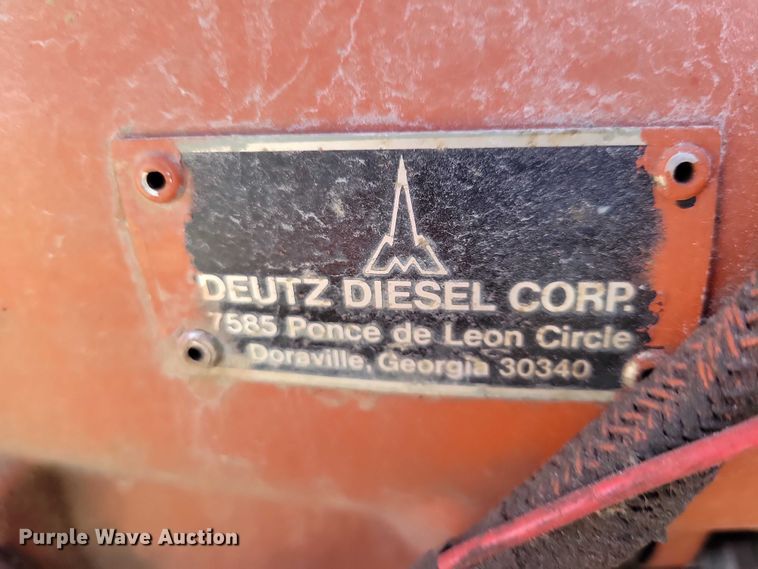 DEUTZ DIESEL CORP.
7585 Ponce de Leon Circle
Doraville, Georgia 30340
Purple Wave Auction